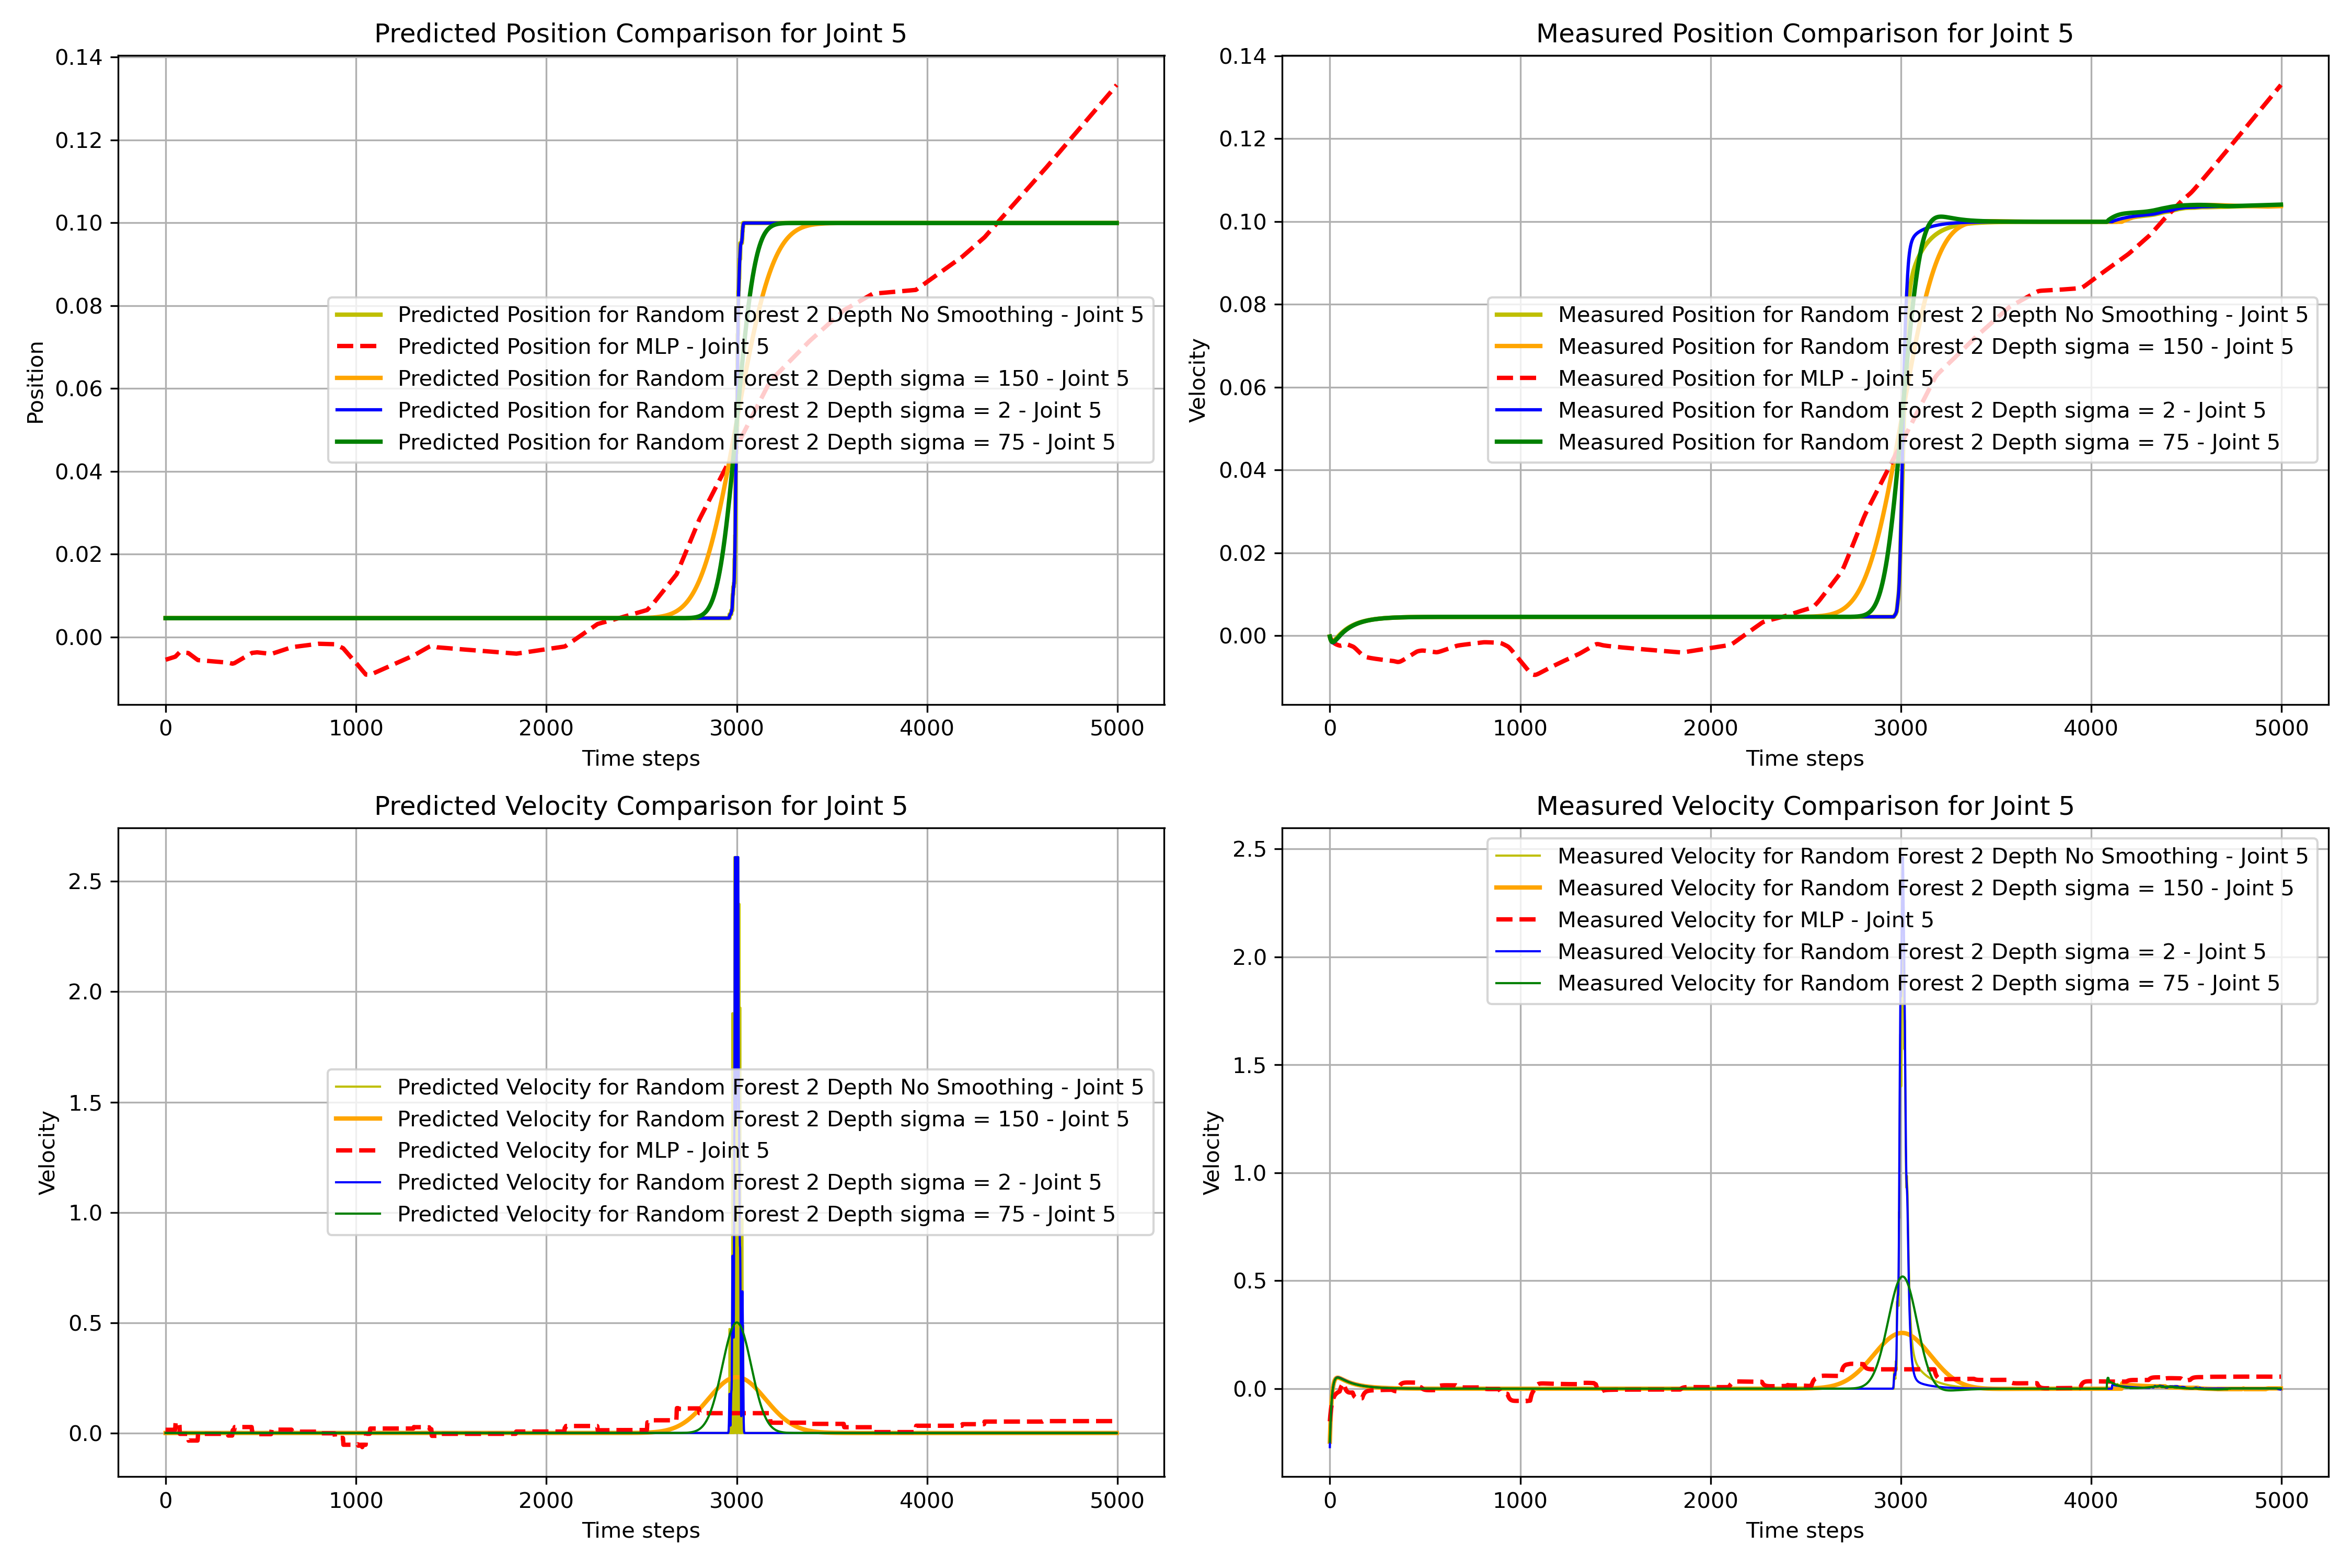 Predicted Position Comparison for Joint 5
0.14
0.12
0.10
0.08
0.06
0.04
0.02
0.00
Position
Predicted Position for Random Forest 2 Depth No Smoothing - Joint 5
Predicted Position for MLP - Joint 5
Predicted Position for Random Forest 2 Depth sigma = 150 - Joint 5
Predicted Position for Random Forest 2 Depth sigma = 2 - Joint 5
Predicted Position for Random Forest 2 Depth sigma = 75 - Joint 5
0 1000 2000 3000 4000 5000
Time steps
Measured Position Comparison for Joint 5
0.14
0.12
0.10
0.08
0.06
0.04
0.02
0.00
Velocity
Measured Position for Random Forest 2 Depth No Smoothing - Joint 5
Measured Position for Random Forest 2 Depth sigma = 150 - Joint 5
Measured Position for MLP - Joint 5
Measured Position for Random Forest 2 Depth sigma = 2 - Joint 5
Measured Position for Random Forest 2 Depth sigma = 75 - Joint 5
0 1000 2000 3000 4000 5000
Time steps
Predicted Velocity Comparison for Joint 5
2.5
2.0
1.5
1.0
0.5
0.0
Velocity
Predicted Velocity for Random Forest 2 Depth No Smoothing - Joint 5
Predicted Velocity for Random Forest 2 Depth sigma = 150 - Joint 5
Predicted Velocity for MLP - Joint 5
Predicted Velocity for Random Forest 2 Depth sigma = 2 - Joint 5
Predicted Velocity for Random Forest 2 Depth sigma = 75 - Joint 5
0 1000 2000 3000 4000 5000
Time steps
Measured Velocity Comparison for Joint 5
2.5
2.0
1.5
1.0
0.5
0.0
Velocity
Measured Velocity for Random Forest 2 Depth No Smoothing - Joint 5
Measured Velocity for Random Forest 2 Depth sigma = 150 - Joint 5
Measured Velocity for MLP - Joint 5
Measured Velocity for Random Forest 2 Depth sigma = 2 - Joint 5
Measured Velocity for Random Forest 2 Depth sigma = 75 - Joint 5
0 1000 2000 3000 4000 5000
Time steps